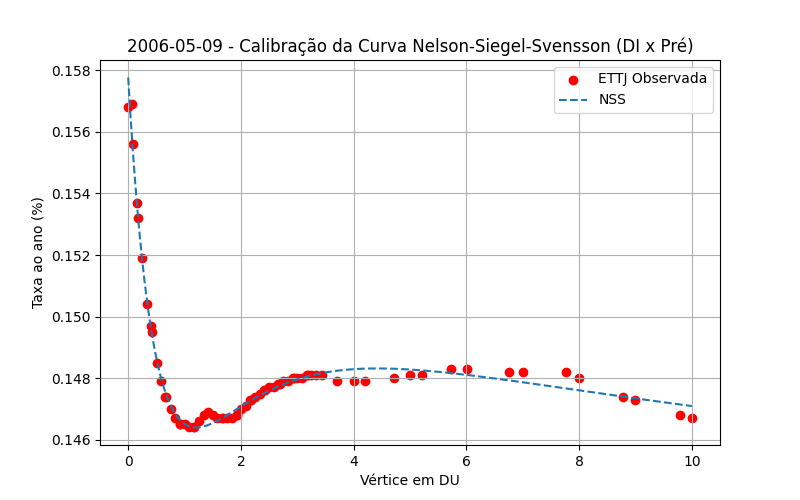 2006-05-09 - Calibração da Curva Nelson-Siegel-Svensson (DI x Pré)
ETTJ Observada
NSS
Taxa ao ano (%)
0.158
0.156
0.154
0.152
0.150
0.148
0.146
0 2 4 6 8 10
Vértice em DU